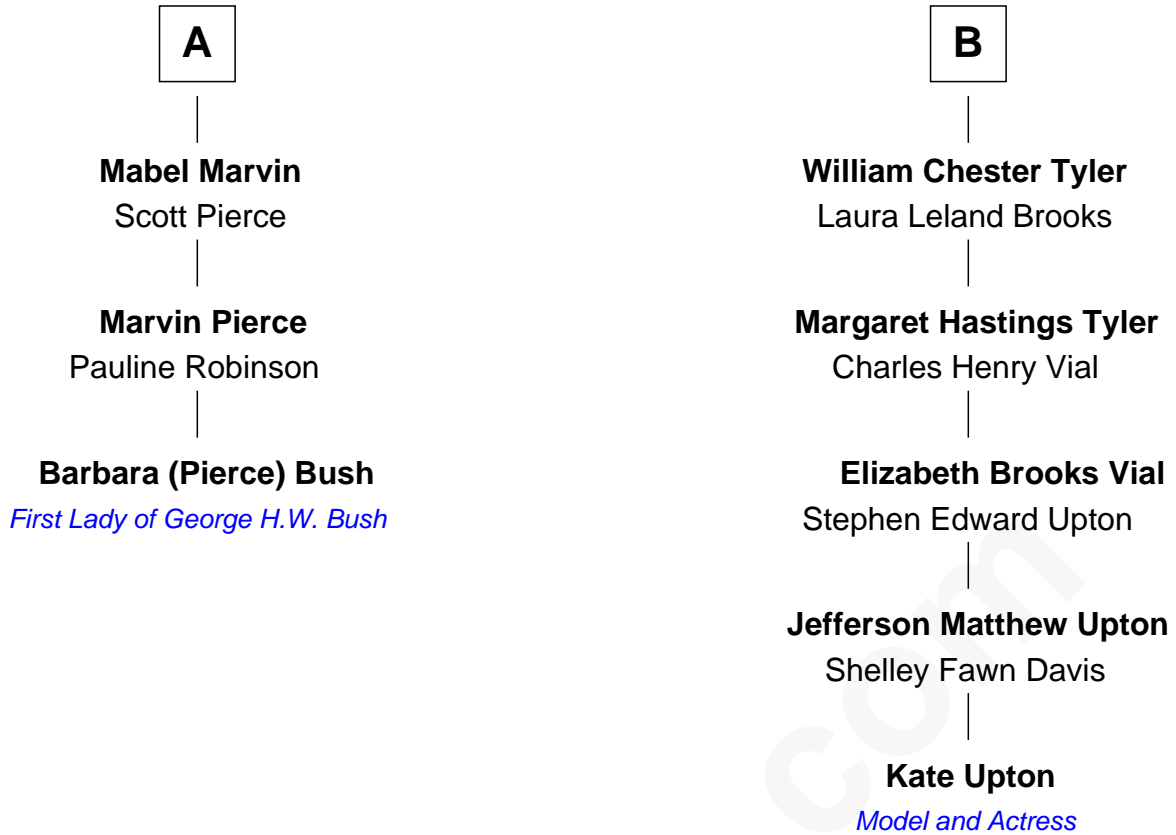 A
Mabel Marvin
Scott Pierce
Marvin Pierce
Pauline Robinson
Barbara (Pierce) Bush
First Lady of George H.W. Bush
B
William Chester Tyler
Laura Leland Brooks
Margaret Hastings Tyler
Charles Henry Vial
Elizabeth Brooks Vial
Stephen Edward Upton
Jefferson Matthew Upton
Shelley Fawn Davis
Kate Upton
Model and Actress
com